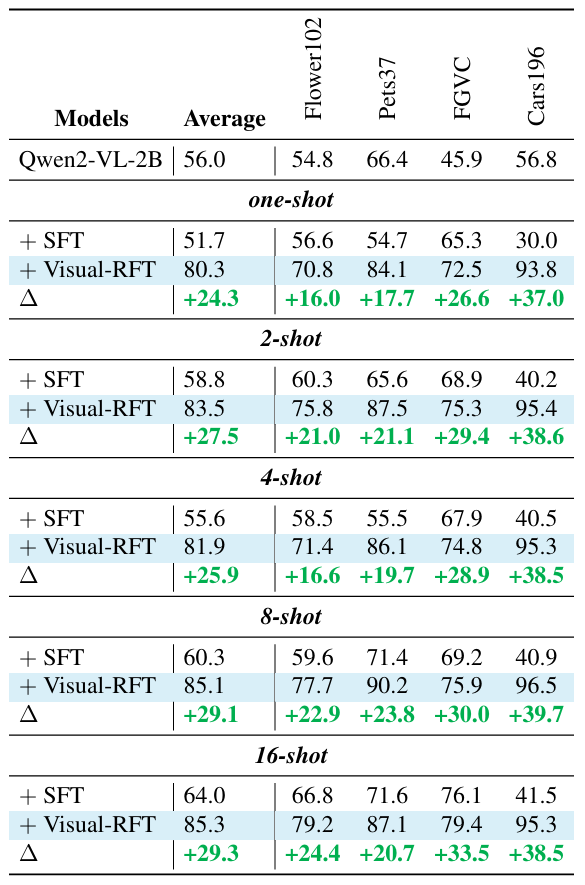 Models Average Flower102 Pets37 FGVC Cars196
Qwen2-VL-2B 56.0 54.8 66.4 45.9 56.8
one-shot
+ SFT 51.7 56.6 54.7 65.3 30.0
+ Visual-RFT 80.3 70.8 84.1 72.5 93.8
Δ +24.3 +16.0 +17.7 +26.6 +37.0
2-shot
+ SFT 58.8 60.3 65.6 68.9 40.2
+ Visual-RFT 83.5 75.8 87.5 75.3 95.4
Δ +27.5 +21.0 +21.1 +29.4 +38.6
4-shot
+ SFT 55.6 58.5 55.5 67.9 40.5
+ Visual-RFT 81.9 71.4 86.1 74.8 95.3
Δ +25.9 +16.6 +19.7 +28.9 +38.5
8-shot
+ SFT 60.3 59.6 71.4 69.2 40.9
+ Visual-RFT 85.1 77.7 90.2 75.9 96.5
Δ +29.1 +22.9 +23.8 +30.0 +39.7
16-shot
+ SFT 64.0 66.8 71.6 76.1 41.5
+ Visual-RFT 85.3 79.2 87.1 79.4 95.3
Δ +29.3 +24.4 +20.7 +33.5 +38.5